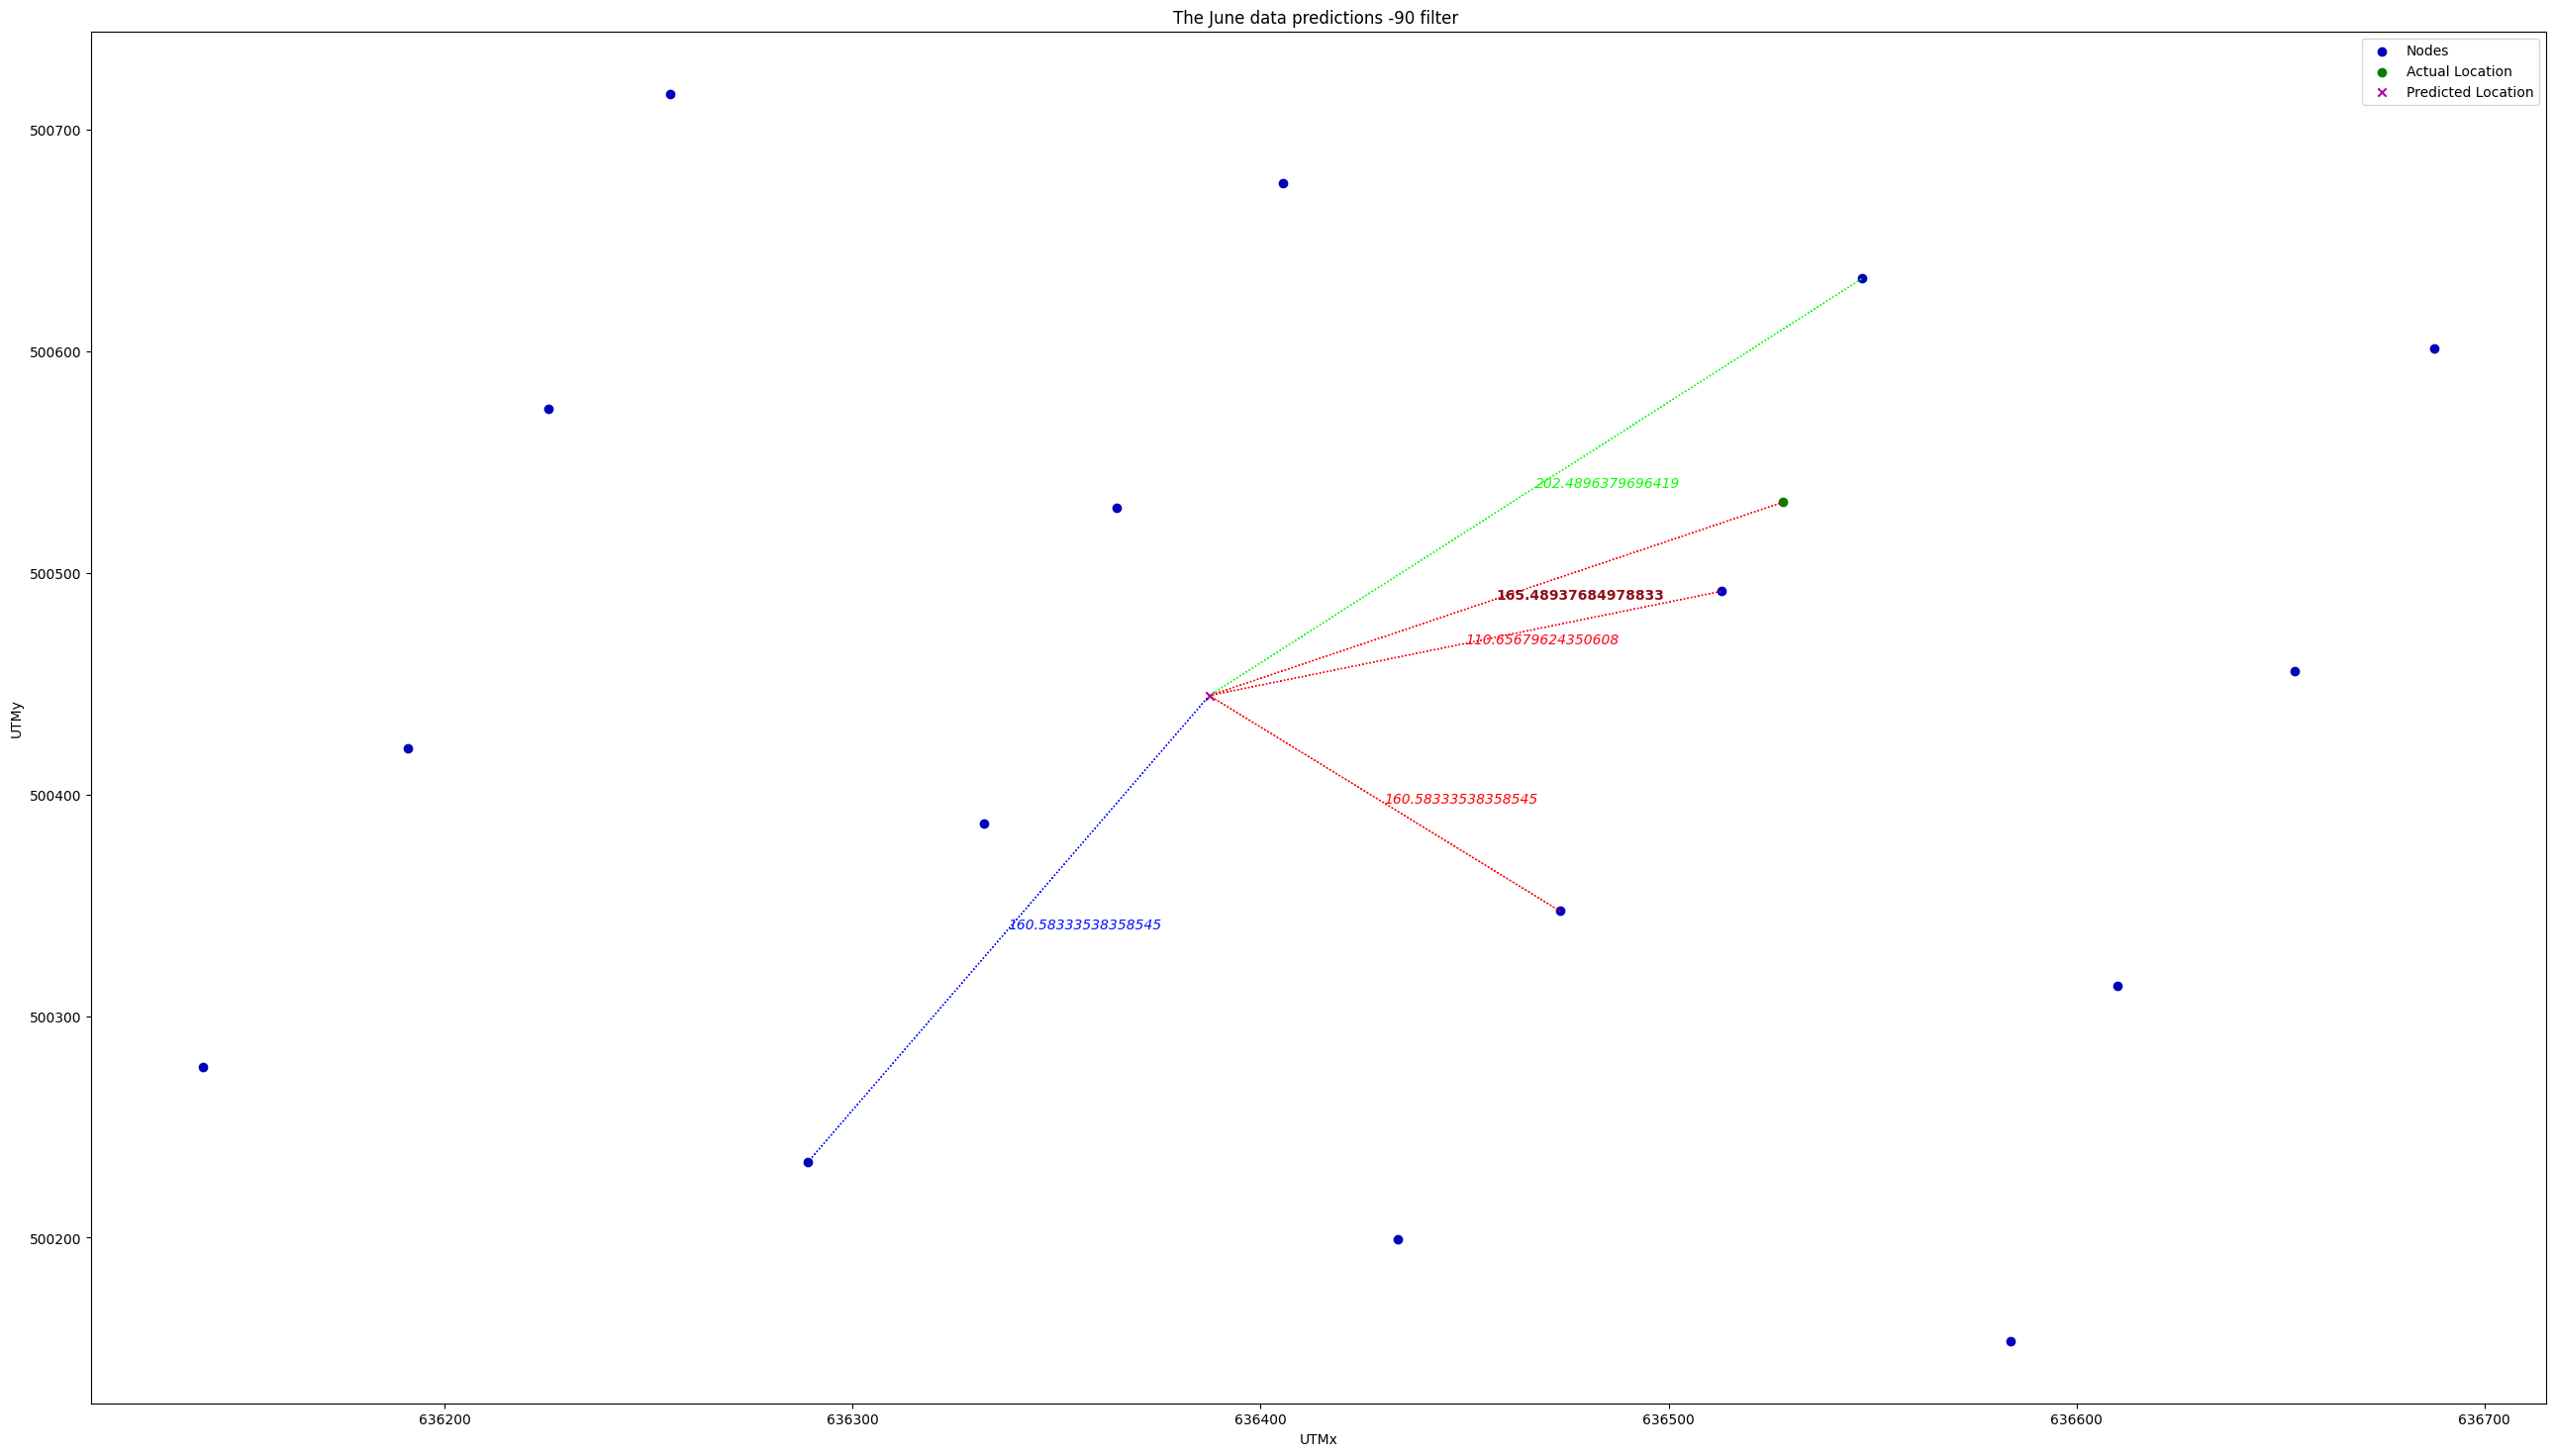 The June data predictions -90 filter
Nodes
Actual Location
Predicted Location
500700
500600
500500
500400
500300
500200
UTMy
202.4896379696419
165.48937684978833
110.65679624350608
160.58333538358545
160.58333538358545
636200
636300
636400
636500
636600
636700
UTMx